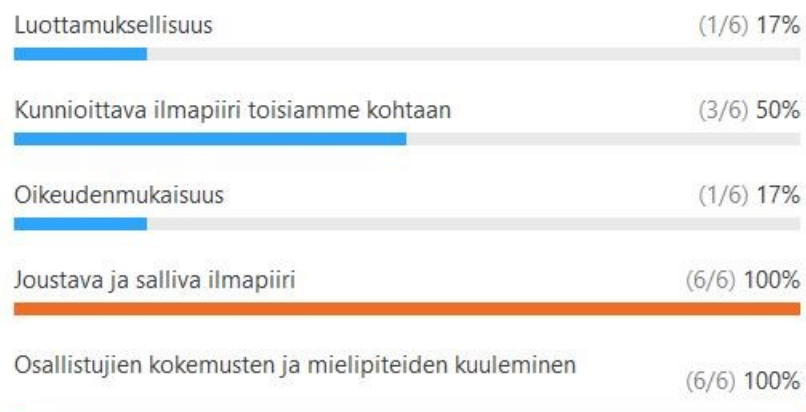 Luottamuksellisuus (1/6) 17%
Kunnioittava ilmapiiri toisiamme kohtaan (3/6) 50%
Oikeudenmukaisuus (1/6) 17%
Joustava ja salliva ilmapiiri (6/6) 100%
Osallistujien kokemusten ja mielipiteiden kuuleminen (6/6) 100%